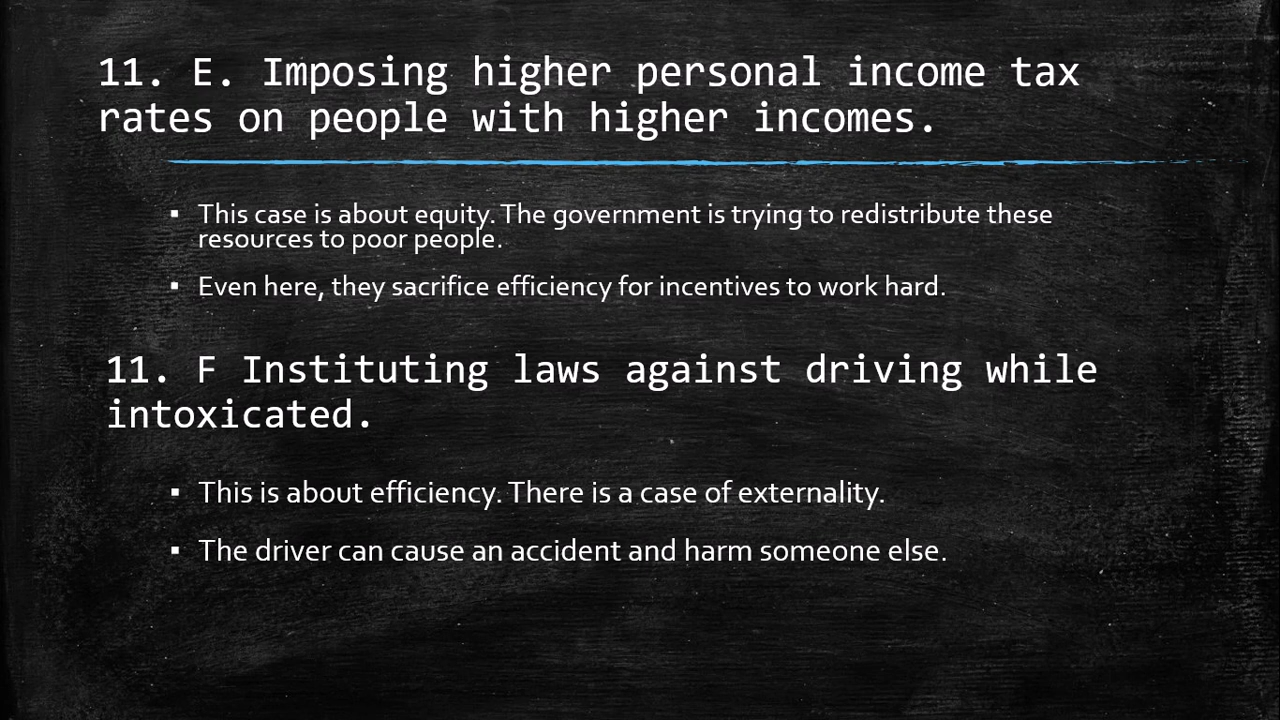 11. E. Imposing higher personal income tax
rates on people with higher incomes.
▪ This case is about equity. The government is trying to redistribute these
resources to poor people.
▪ Even here, they sacrifice efficiency for incentives to work hard.
11. F Instituting laws against driving while
intoxicated.
▪ This is about efficiency. There is a case of externality.
▪ The driver can cause an accident and harm someone else.